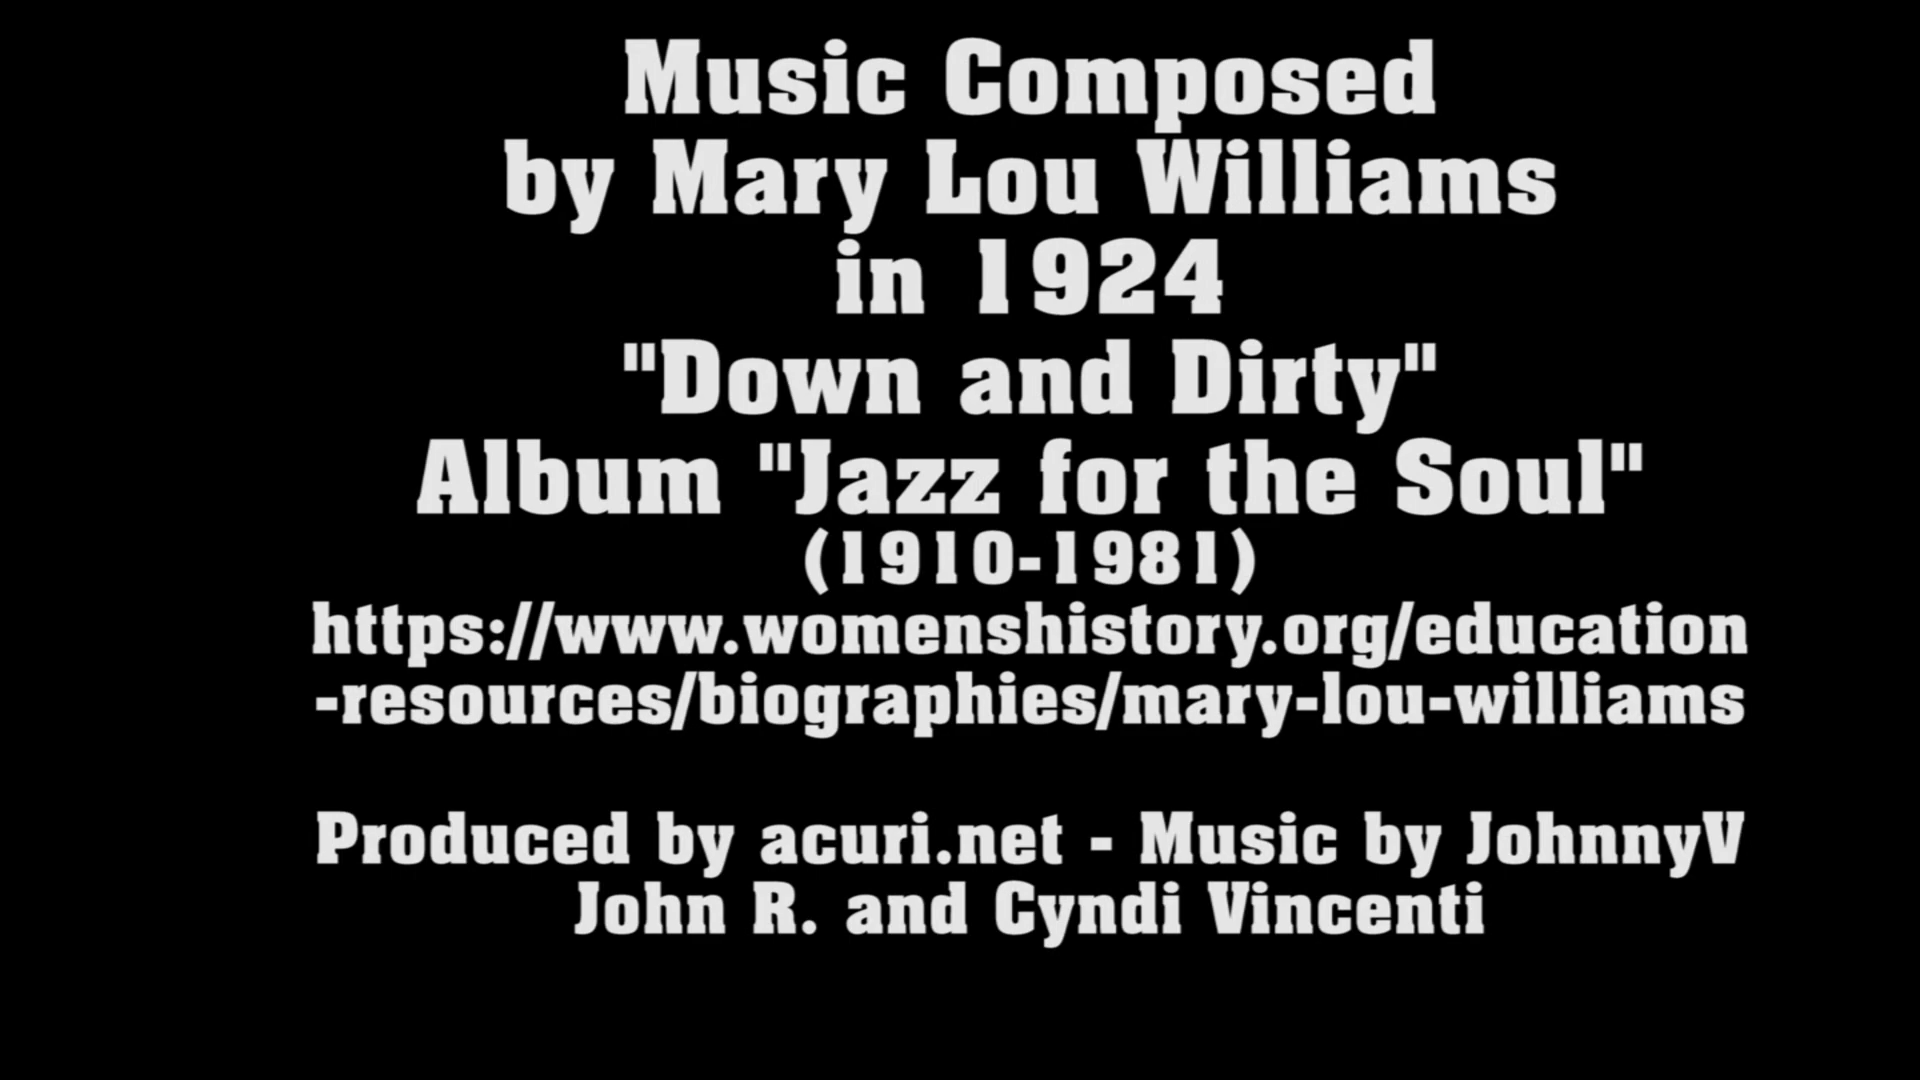 Music Composed
by Mary Lou Williams
in 1924
"Down and Dirty"
Album "Jazz for the Soul"
(1910-1981)
https://www.womenshistory.org/education
-resources/biographies/mary-lou-williams
Produced by acuri.net - Music by JohnnyV
John R. and Cyndi Vincenti